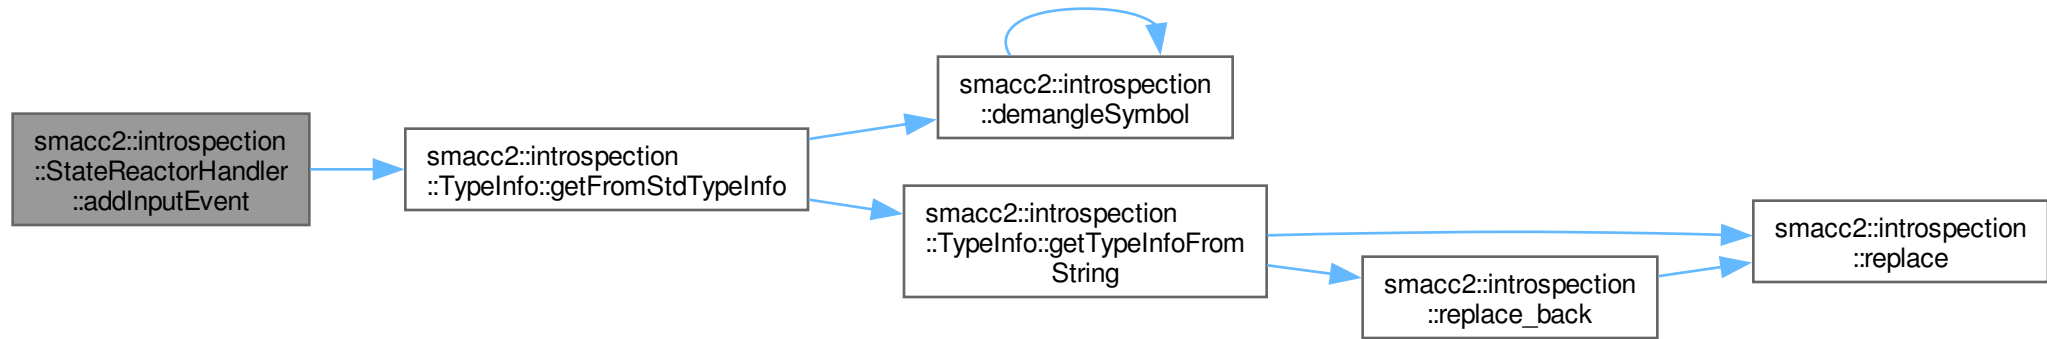 smacc2::introspection
::StateReactorHandler
::addInputEvent
smacc2::introspection
::TypeInfo::getFromStdTypeInfo
smacc2::introspection
::demangleSymbol
smacc2::introspection
::TypeInfo::getTypeInfoFrom
String
smacc2::introspection
::replace_back
smacc2::introspection
::replace